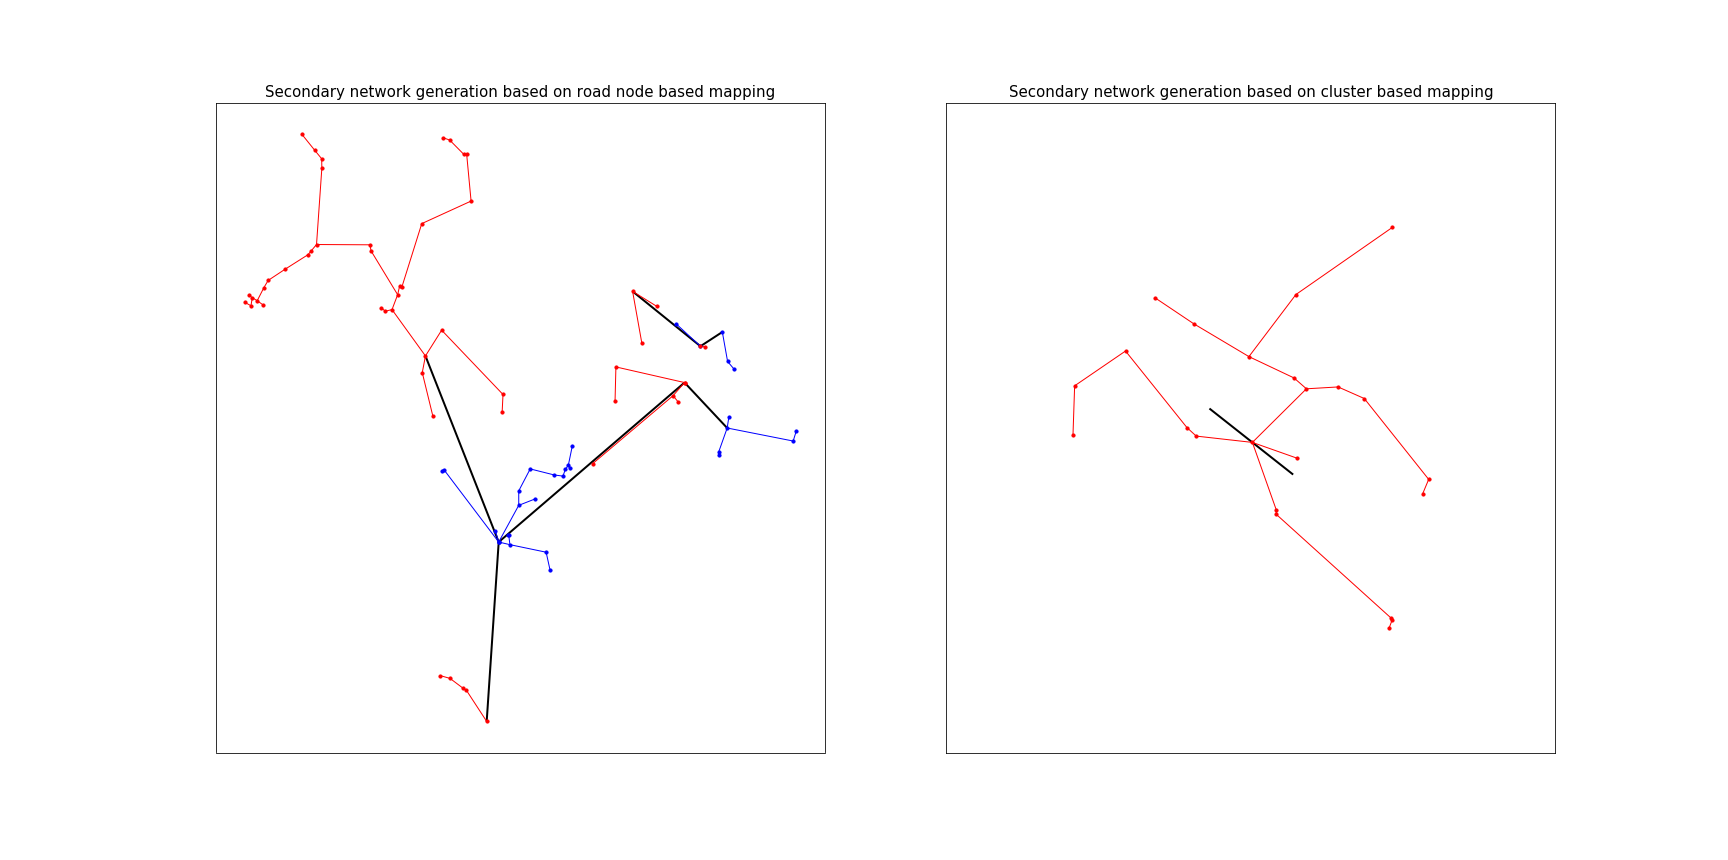 Secondary network generation based on road node based mapping
Secondary network generation based on cluster based mapping